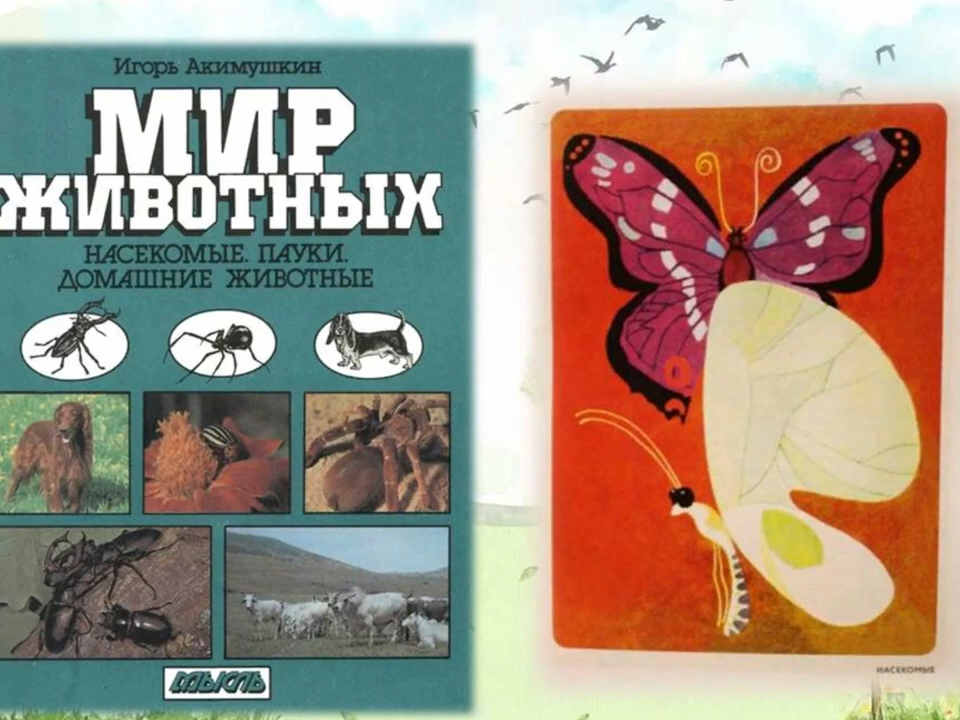 Игорь Акимушкин
МИР
ЖИВОТНЫХ
НАСЕКОМЫЕ. ПАУКИ.
ДОМАШНИЕ ЖИВОТНЫЕ
МЫСЛЬ
НАСЕКОМЫЕ